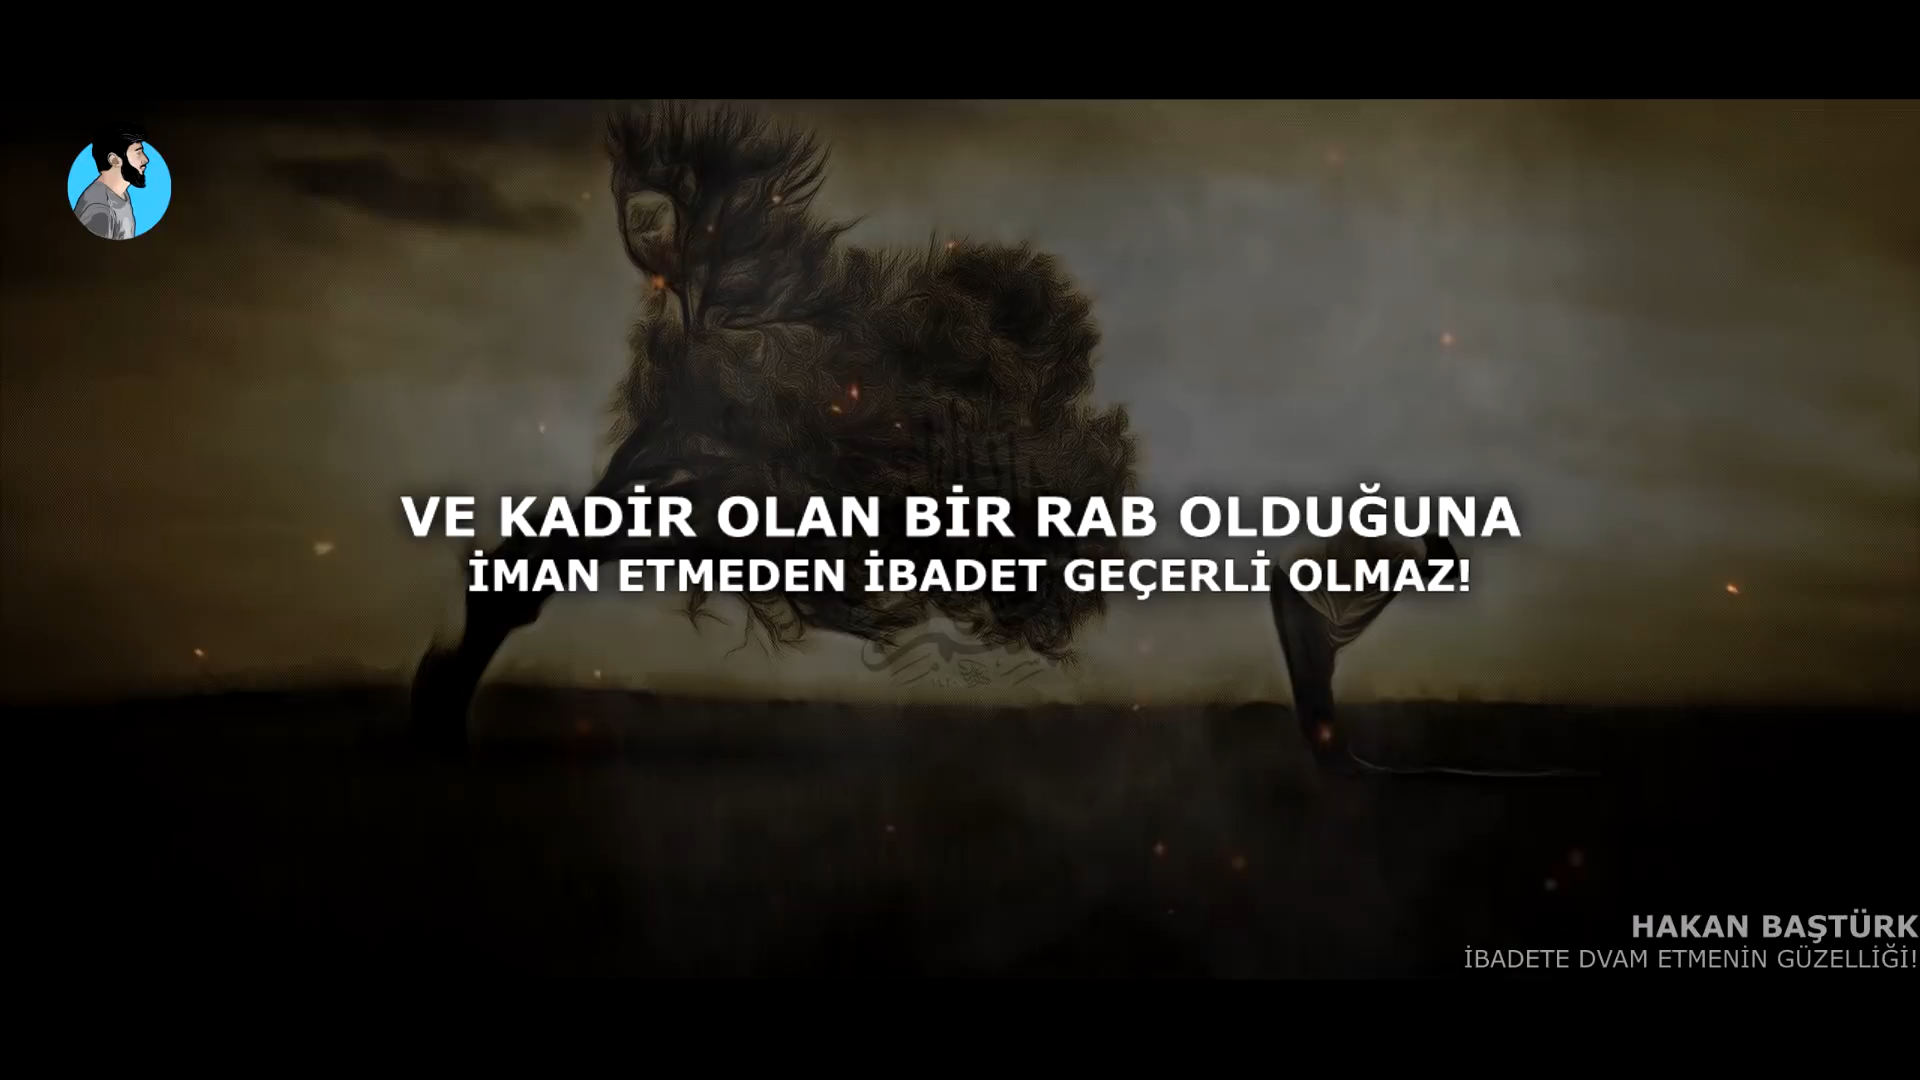 VE KADİR OLAN BİR RAB OLDUĞUNA
İMAN ETMEDEN İBADET GEÇERLİ OLMAZ!
HAKAN BAŞTÜRK
İBADETE DVAM ETMENİN GÜZELLİĞİ!